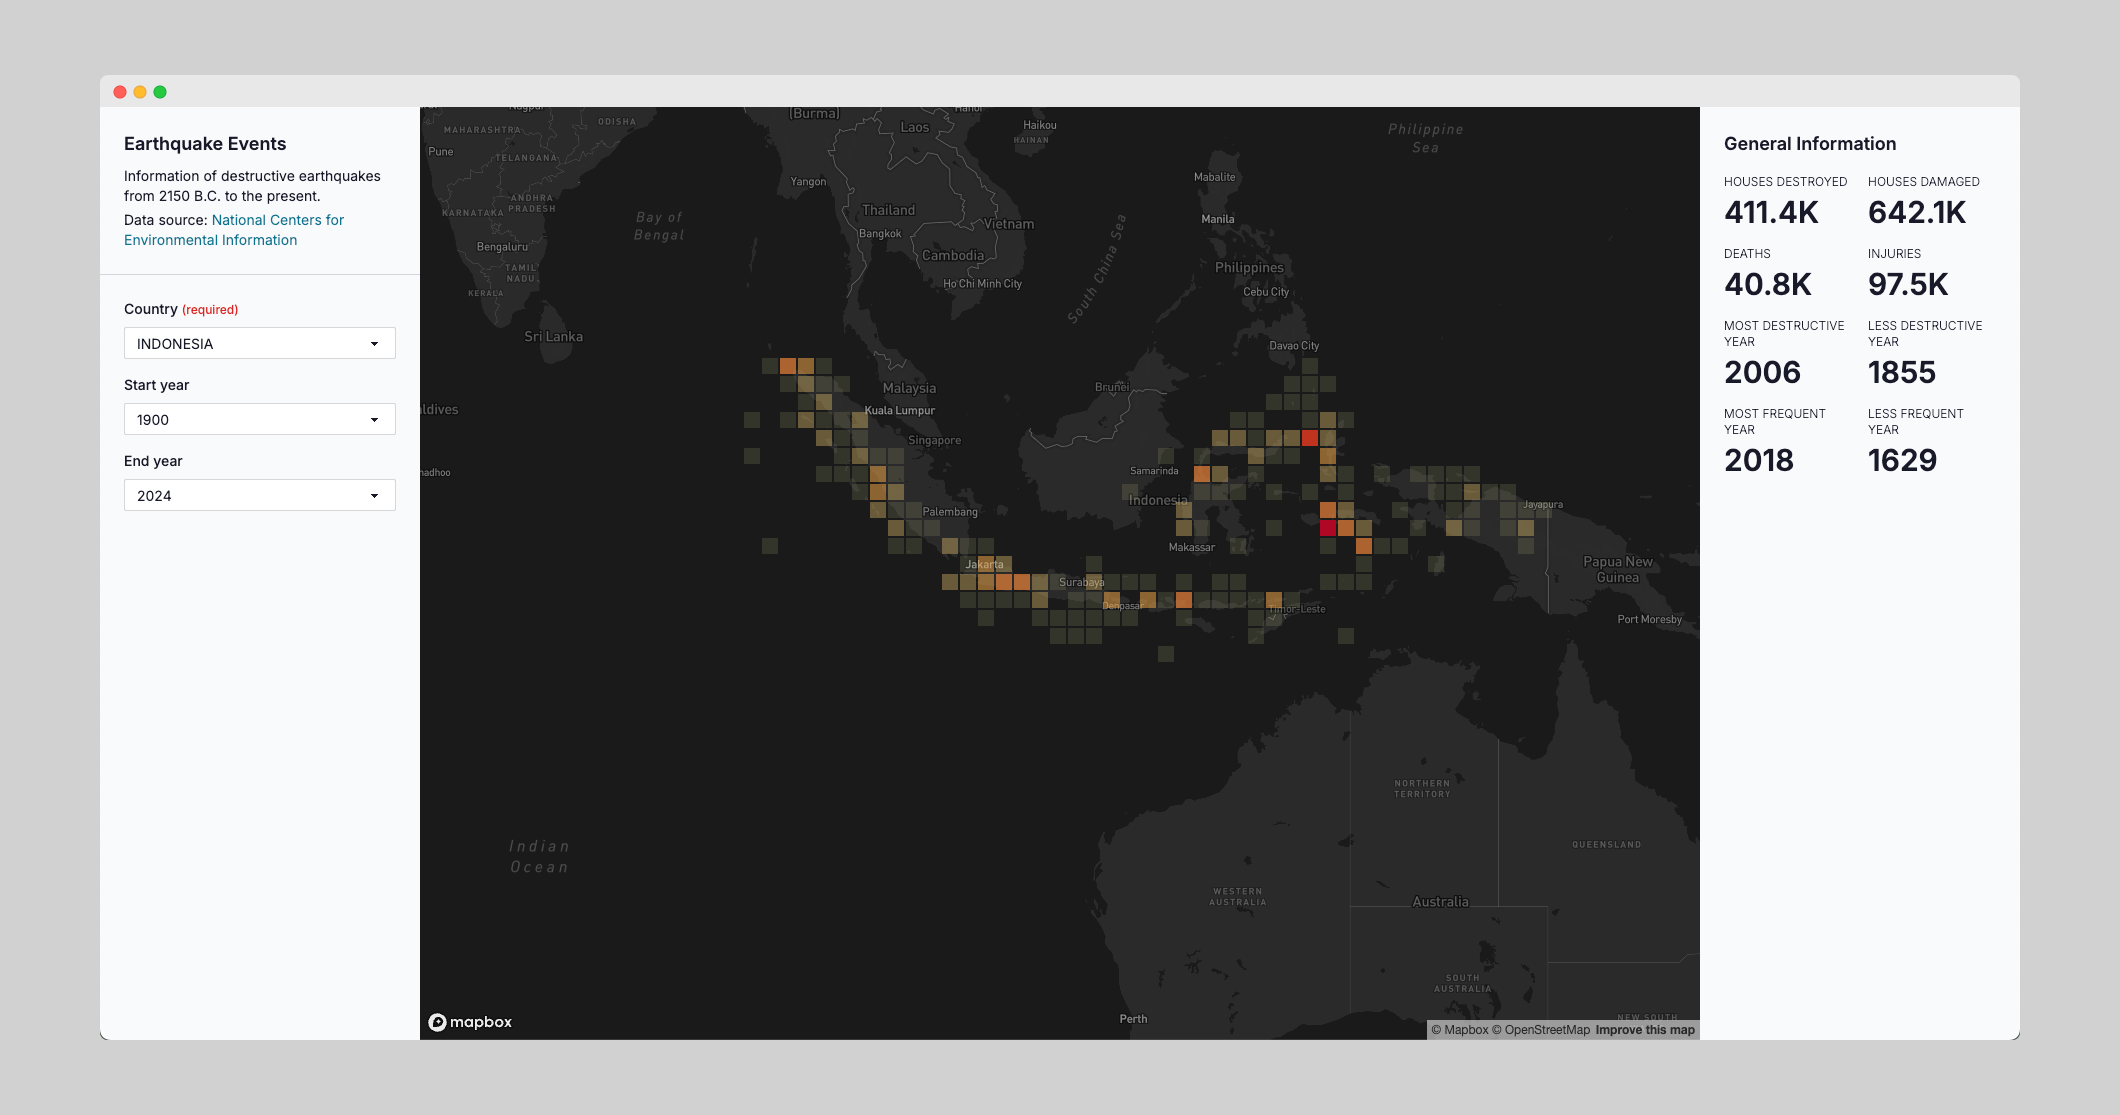 Earthquake Events
Information of destructive earthquakes
from 2150 B.C. to the present.
Data source: National Centers for
Environmental Information
Country (required)
INDONESIA
Start year
1900
End year
2024
(Burma)
Laos
Haikou
HAINAN
Philippine
Sea
ODISHA
MAHARASHTRA
Pune
TELANGANA
Yangon
Mabalite
ANDHRA
PRADESH
KARNATAKA
Thailand
Bay of
Bengal
Vietnam
Manila
Bangkok
Bengaluru
Cambodia
South China Sea
TAMIL
NADU
Philippines
Ho Chi Minh City
Cebu City
KERALA
Sri Lanka
Davao City
Malaysia
Brunei
Kuala Lumpur
ldives
Singapore
Samarinda
Indonesia
Palembang
Jayapura
Makassar
Jakarta
Surabaya
Papua New
Guinea
Denpasar
Timor-Leste
Port Moresby
NORTHERN
TERRITORY
Indian
Ocean
QUEENSLAND
WESTERN
AUSTRALIA
Australia
SOUTH
AUSTRALIA
Perth
NEW SOUTH
mapbox
© Mapbox © OpenStreetMap Improve this map
General Information
HOUSES DESTROYED
411.4K
HOUSES DAMAGED
642.1K
DEATHS
40.8K
INJURIES
97.5K
MOST DESTRUCTIVE
YEAR
2006
LESS DESTRUCTIVE
YEAR
1855
MOST FREQUENT
YEAR
2018
LESS FREQUENT
YEAR
1629